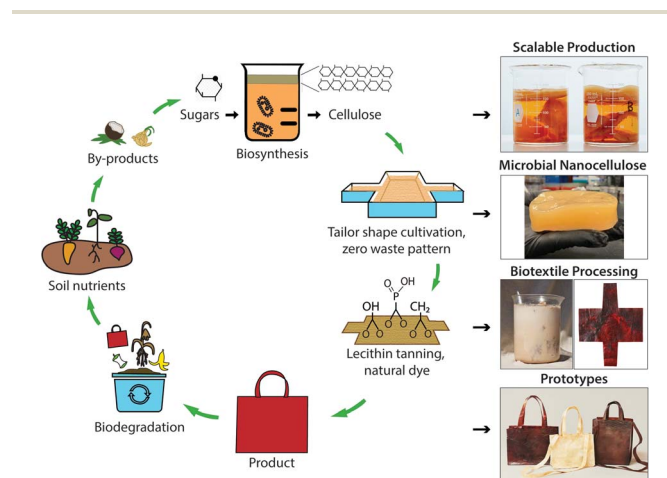 Scalable Production
Sugars
Biosynthesis
Cellulose
By-products
Microbial Nanocellulose
Tailor shape cultivation,
zero waste pattern
Soil nutrients
Biotextile Processing
OH
O
P
OH
CH2
O O O O
Lecithin tanning,
natural dye
Prototypes
Biodegradation
Product